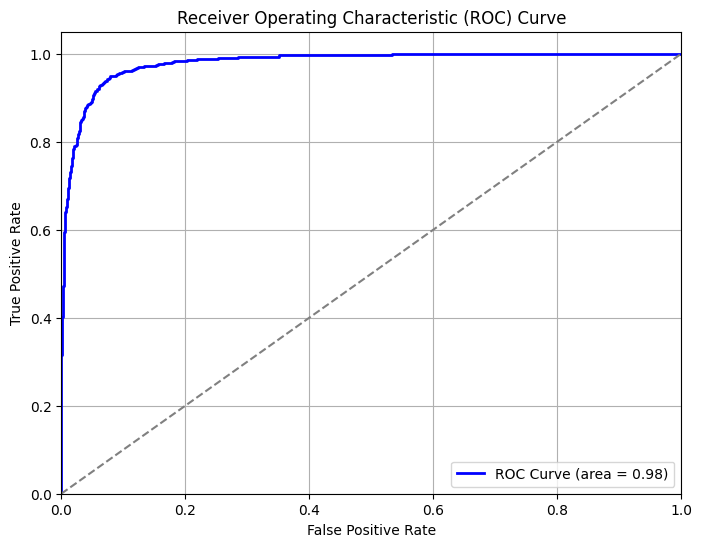 Receiver Operating Characteristic (ROC) Curve
1.0
0.8
0.6
0.4
0.2
0.0
True Positive Rate
ROC Curve (area = 0.98)
0.0 0.2 0.4 0.6 0.8 1.0
False Positive Rate